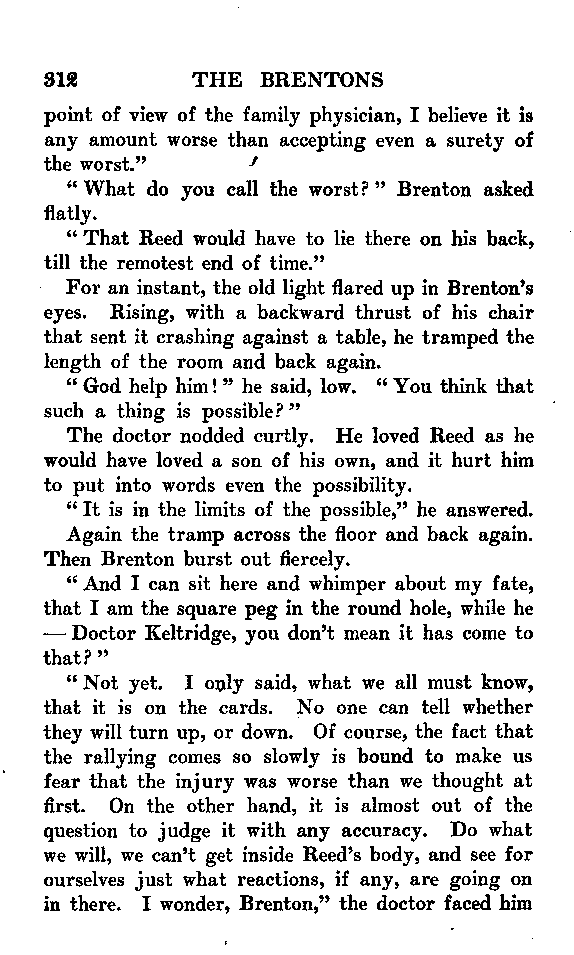 312 THE BRENTONS
point of view of the family physician, I believe it is
any amount worse than accepting even a surety of
the worst.”
“ What do you call the worst? ” Brenton asked
flatly.
“ That Reed would have to lie there on his back,
till the remotest end of time.”
For an instant, the old light flared up in Brenton’s
eyes. Rising, with a backward thrust of his chair
that sent it crashing against a table, he tramped the
length of the room and back again.
“ God help him! ” he said, low. “ You think that
such a thing is possible? ”
The doctor nodded curtly. He loved Reed as he
would have loved a son of his own, and it hurt him
to put into words even the possibility.
“ It is in the limits of the possible,” he answered.
Again the tramp across the floor and back again.
Then Brenton burst out fiercely.
“ And I can sit here and whimper about my fate,
that I am the square peg in the round hole, while he
— Doctor Keltridge, you don’t mean it has come to
that? ”
“ Not yet. I only said, what we all must know,
that it is on the cards. No one can tell whether
they will turn up, or down. Of course, the fact that
the rallying comes so slowly is bound to make us
fear that the injury was worse than we thought at
first. On the other hand, it is almost out of the
question to judge it with any accuracy. Do what
we will, we can’t get inside Reed’s body, and see for
ourselves just what reactions, if any, are going on
in there. I wonder, Brenton,” the doctor faced him